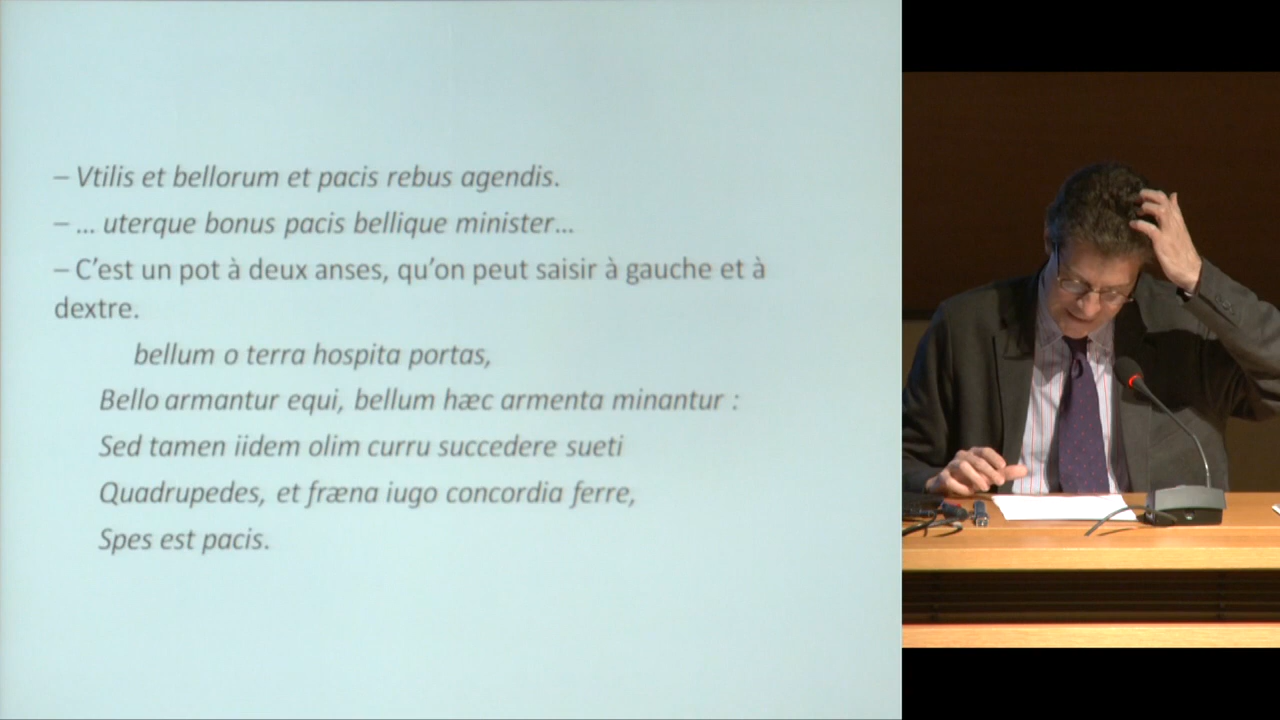 – Vtilis et bellorum et pacis rebus agendis.
– ... uterque bonus pacis bellique minister...
– C'est un pot à deux anses, qu'on peut saisir à gauche et à
dextre.
bellum o terra hospita portas,
Bello armantur equi, bellum hæc armenta minantur :
Sed tamen iidem olim curru succedere sueti
Quadrupedes, et fræna iugo concordia ferre,
Spes est pacis.